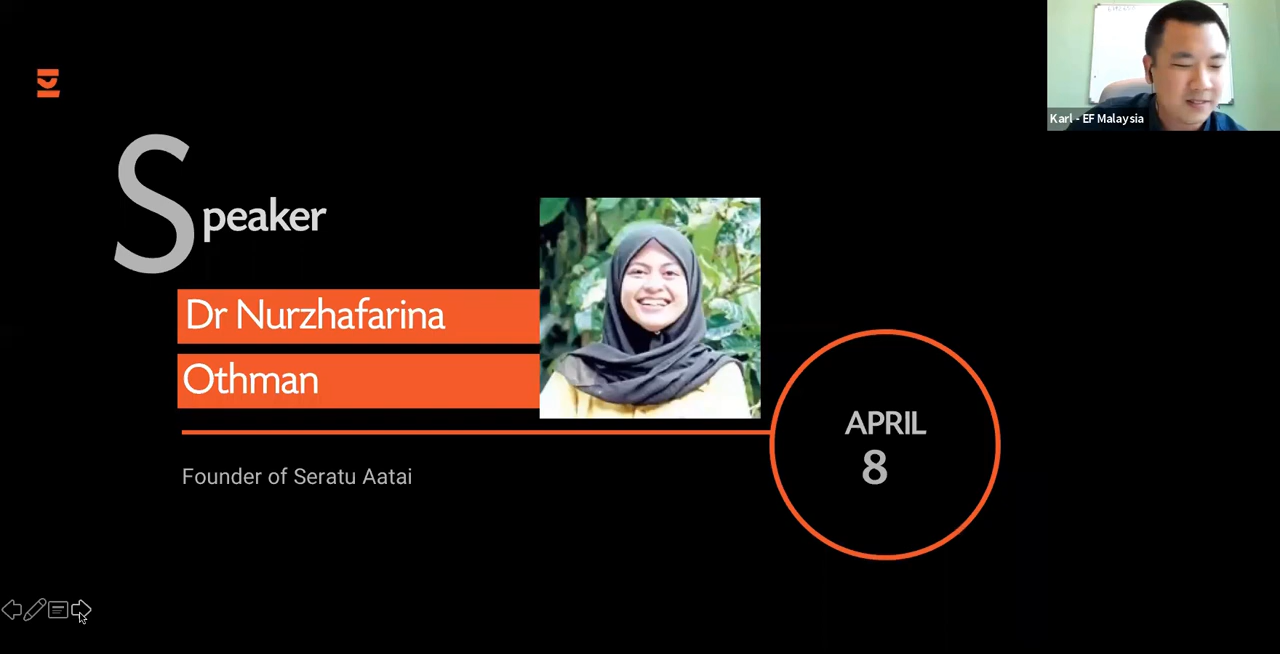 Speaker
Dr Nurzhafarina
Othman
Founder of Seratu Aatai
APRIL
8
Karl - EF Malaysia